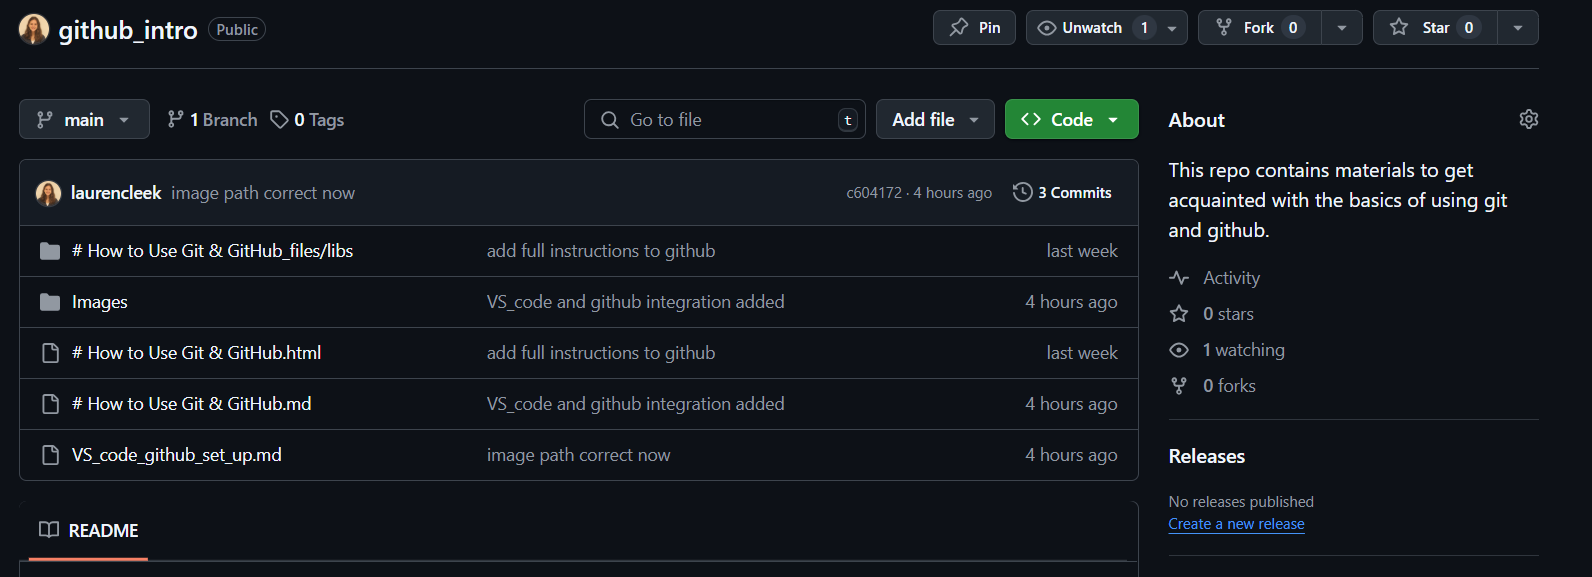 github_intro Public Pin Unwatch 1 Fork 0 Star 0
main 1 Branch 0 Tags Go to file t Add file Code
laurencleek image path correct now c604172 · 4 hours ago 3 Commits
# How to Use Git & GitHub_files/libs add full instructions to github last week
Images VS_code and github integration added 4 hours ago
# How to Use Git & GitHub.html add full instructions to github last week
# How to Use Git & GitHub.md VS_code and github integration added 4 hours ago
VS_code_github_set_up.md image path correct now 4 hours ago
README
About
This repo contains materials to get
acquainted with the basics of using git
and github.
Activity
0 stars
1 watching
0 forks
Releases
No releases published
Create a new release